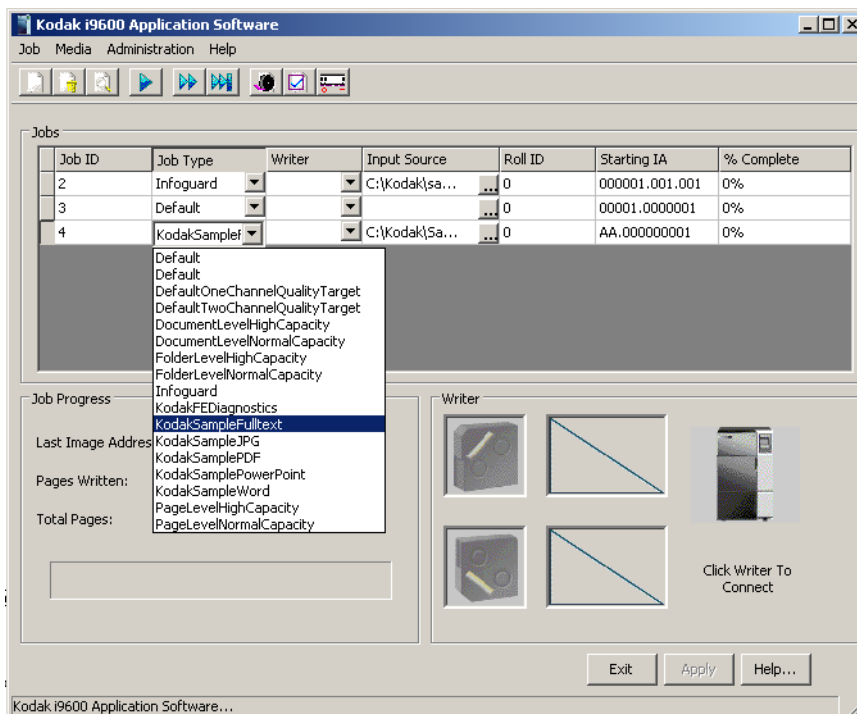 Kodak i9600 Application Software
Job Media Administration Help
Jobs
Job ID Job Type Writer Input Source Roll ID Starting IA % Complete
2 Infoguard C:\Kodak\sa... ... 0 000001.001.001 0%
3 Default ... 0 00001.0000001 0%
4 KodakSampleF C:\Kodak\Sa... ... 0 AA.000000001 0%
Default
Default
DefaultOneChannelQualityTarget
DefaultTwoChannelQualityTarget
DocumentLevelHighCapacity
DocumentLevelNormalCapacity
FolderLevelHighCapacity
FolderLevelNormalCapacity
Infoguard
KodakFEDiagnostics
KodakSampleFulltext
KodakSampleJPG
KodakSamplePDF
KodakSamplePowerPoint
KodakSampleWord
PageLevelHighCapacity
PageLevelNormalCapacity
Job Progress
Last Image Addres
Pages Written:
Total Pages:
Writer
Click Writer To
Connect
Exit Apply Help...
Kodak i9600 Application Software...